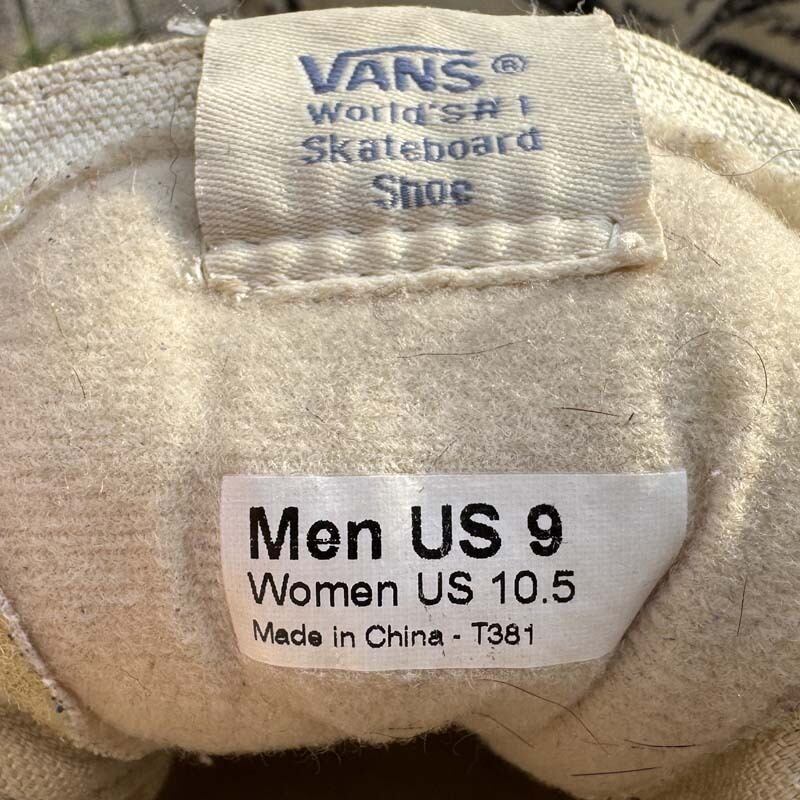 VANS®
World's#1
Skateboard
Shoe
Men US 9
Women US 10.5
Made in China - T381